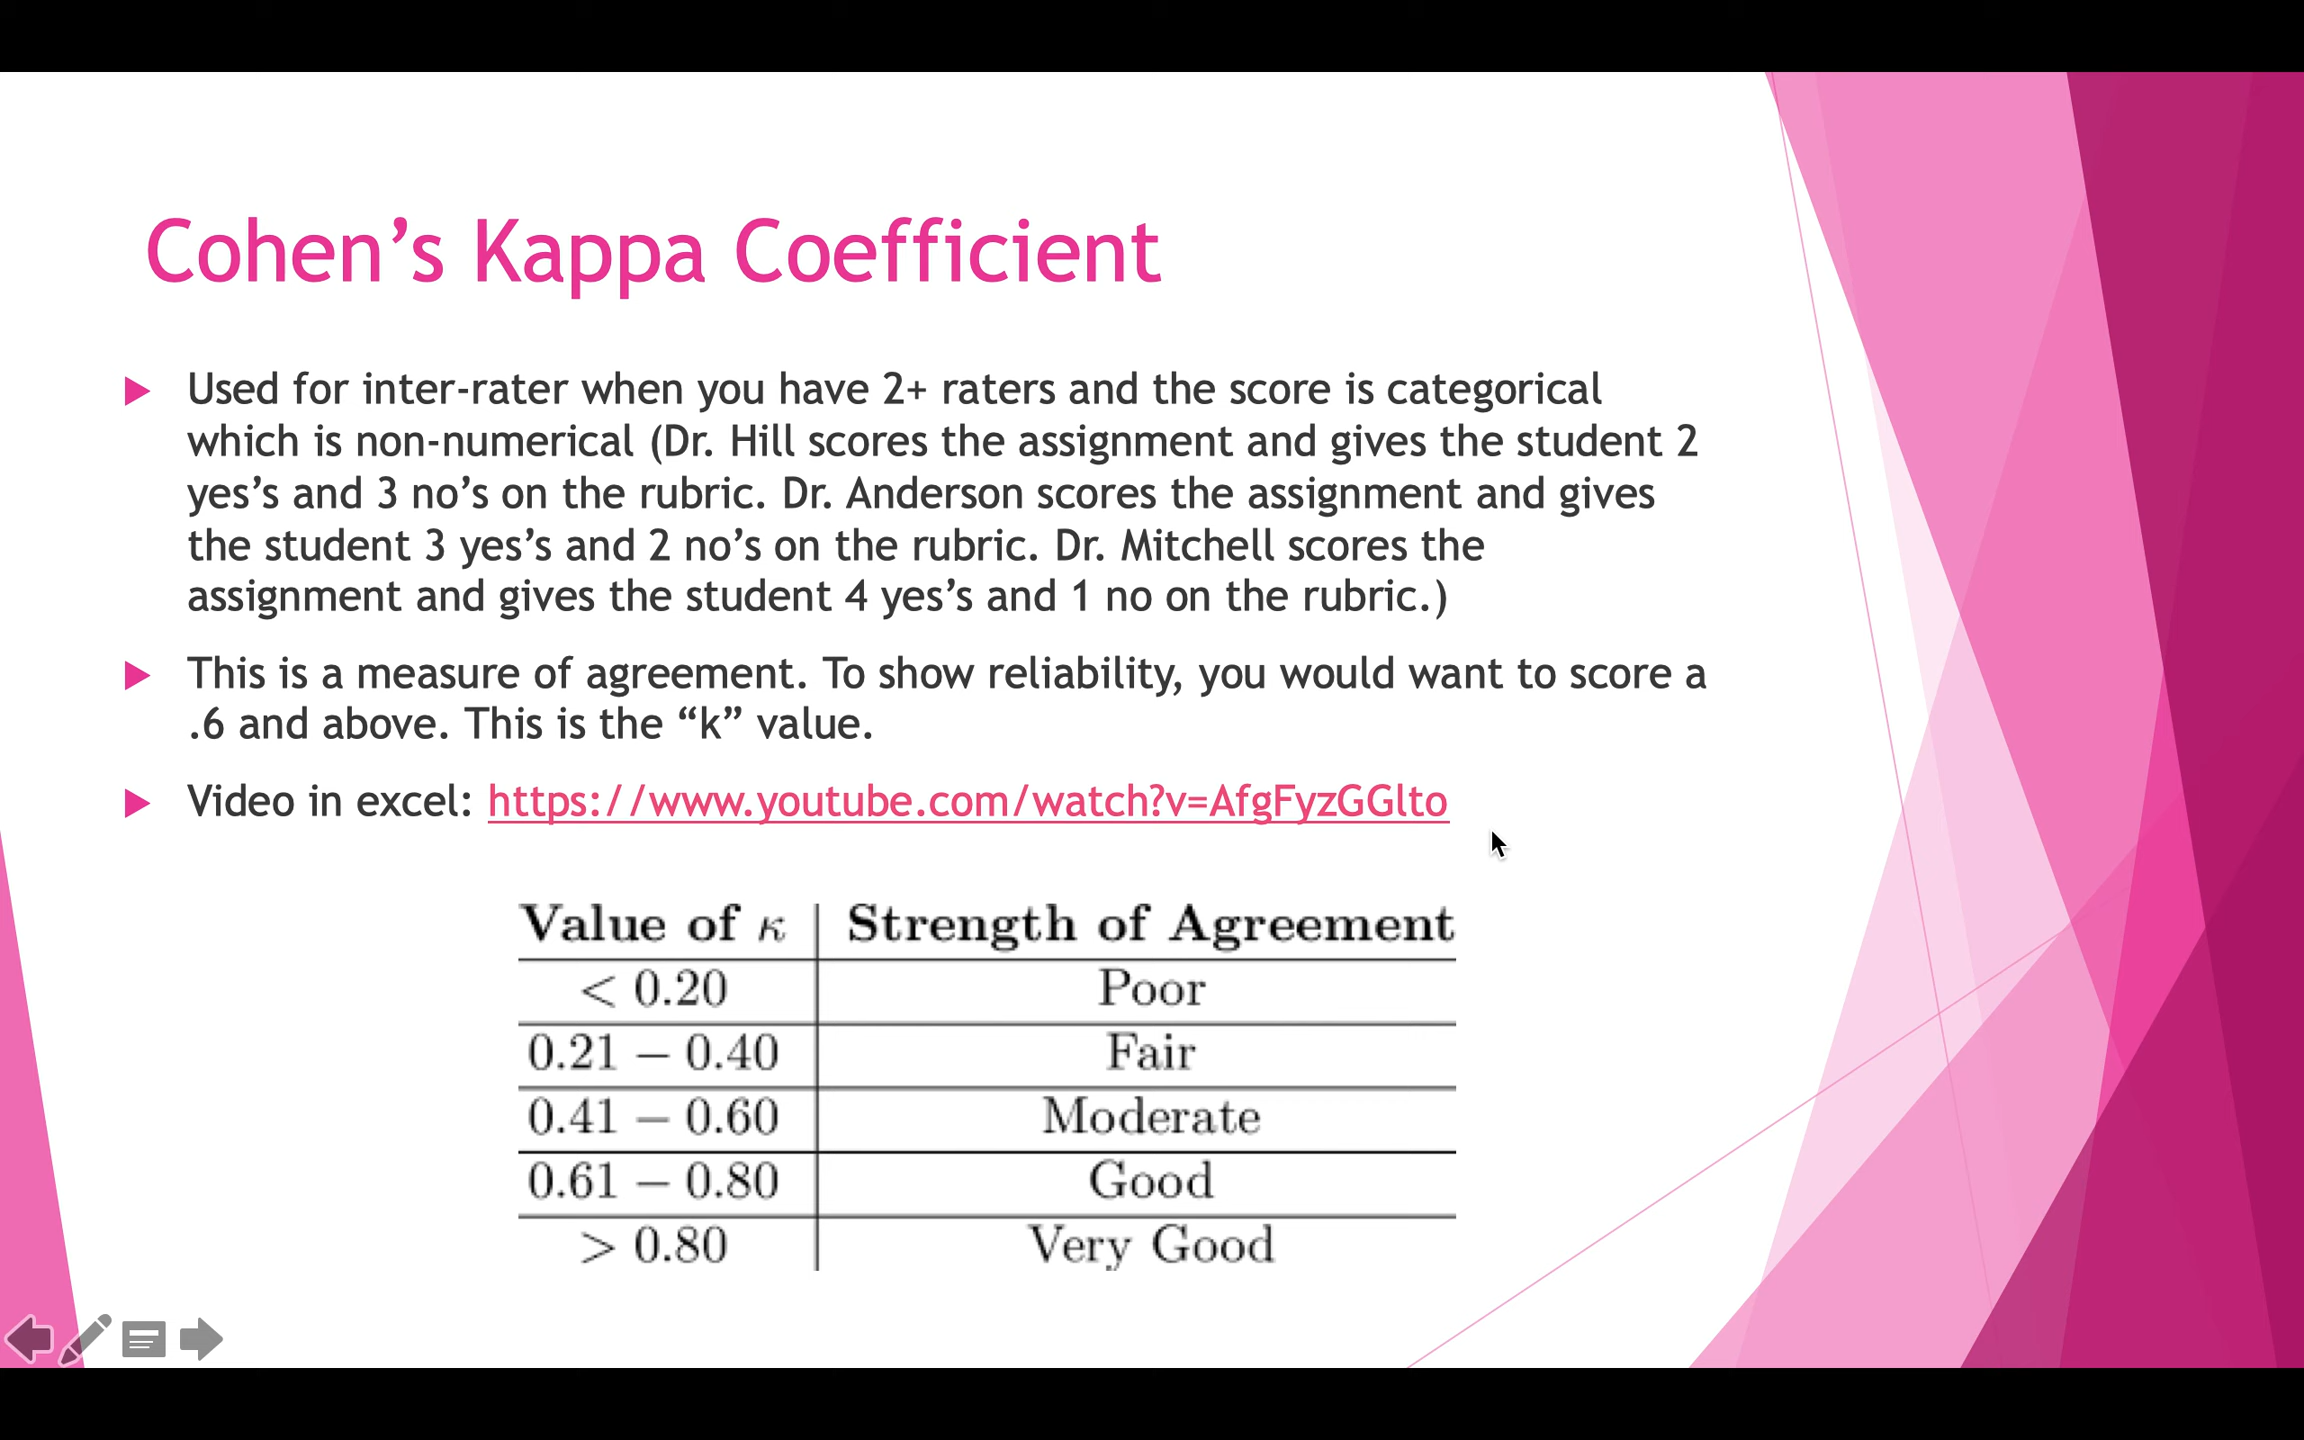 Cohen’s Kappa Coefficient
Used for inter-rater when you have 2+ raters and the score is categorical
which is non-numerical (Dr. Hill scores the assignment and gives the student 2
yes’s and 3 no’s on the rubric. Dr. Anderson scores the assignment and gives
the student 3 yes’s and 2 no’s on the rubric. Dr. Mitchell scores the
assignment and gives the student 4 yes’s and 1 no on the rubric.)
This is a measure of agreement. To show reliability, you would want to score a
.6 and above. This is the “k” value.
Video in excel: https://www.youtube.com/watch?v=AfgFyzGGlto
Value of κ Strength of Agreement
< 0.20 Poor
0.21 – 0.40 Fair
0.41 – 0.60 Moderate
0.61 – 0.80 Good
> 0.80 Very Good